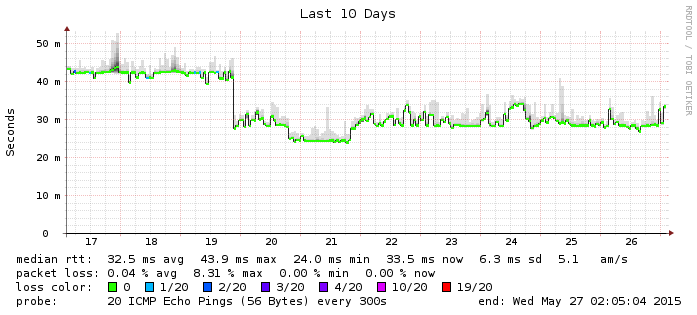 Last 10 Days
RRDTOOL / TOBI OETIKER
Seconds
50 m
40 m
30 m
20 m
10 m
0
17 18 19 20 21 22 23 24 25 26
median rtt: 32.5 ms avg 43.9 ms max 24.0 ms min 33.5 ms now 6.3 ms sd 5.1 am/s
packet loss: 0.04 % avg 8.31 % max 0.00 % min 0.00 % now
loss color: 0 1/20 2/20 3/20 4/20 10/20 19/20
probe: 20 ICMP Echo Pings (56 Bytes) every 300s end: Wed May 27 02:05:04 2015